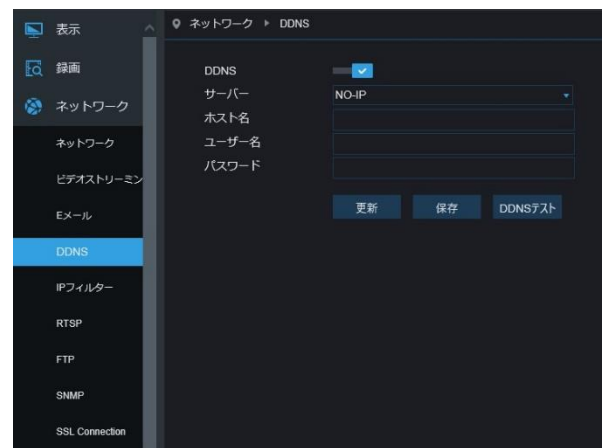 表示
録画
ネットワーク
ネットワーク
ビデオストリーミン
Eメール
DDNS
IPフィルター
RTSP
FTP
SNMP
SSL Connection
ネットワーク DDNS
DDNS
サーバー NO-IP
ホスト名
ユーザー名
パスワード
更新 保存 DDNSテスト